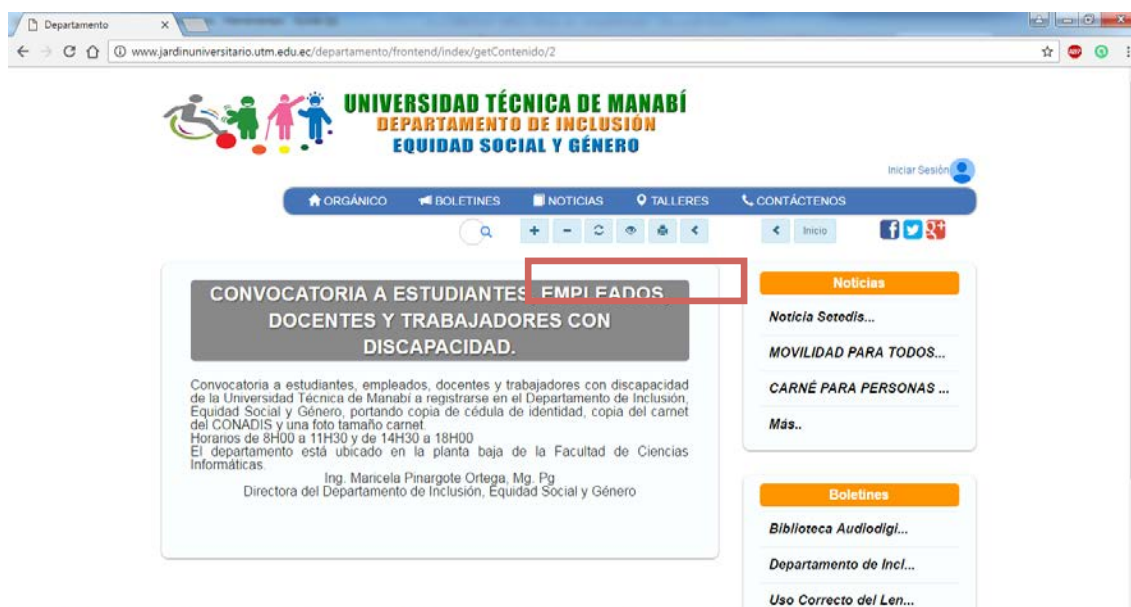 Departamento
www.jardinuniversitario.utm.edu.ec/departamento/frontend/index/getContenido/2
ABP
UNIVERSIDAD TÉCNICA DE MANABÍ
DEPARTAMENTO DE INCLUSIÓN
EQUIDAD SOCIAL Y GÉNERO
Iniciar Sesión
ORGÁNICO BOLETINES NOTICIAS TALLERES CONTÁCTENOS
Inicio
CONVOCATORIA A ESTUDIANTES, EMPLEADOS,
DOCENTES Y TRABAJADORES CON
DISCAPACIDAD.
Convocatoria a estudiantes, empleados, docentes y trabajadores con discapacidad
de la Universidad Técnica de Manabí a registrarse en el Departamento de Inclusión,
Equidad Social y Género, portando copia de cédula de identidad, copia del carnet
del CONADIS y una foto tamaño carnet.
Horarios de 8H00 a 11H30 y de 14H30 a 18H00
El departamento está ubicado en la planta baja de la Facultad de Ciencias
Informáticas.
Ing. Maricela Pinargote Ortega, Mg. Pg
Directora del Departamento de Inclusión, Equidad Social y Género
Noticias
Noticia Setedis...
MOVILIDAD PARA TODOS...
CARNÉ PARA PERSONAS ...
Más..
Boletines
Biblioteca Audiodigi...
Departamento de Incl...
Uso Correcto del Len...